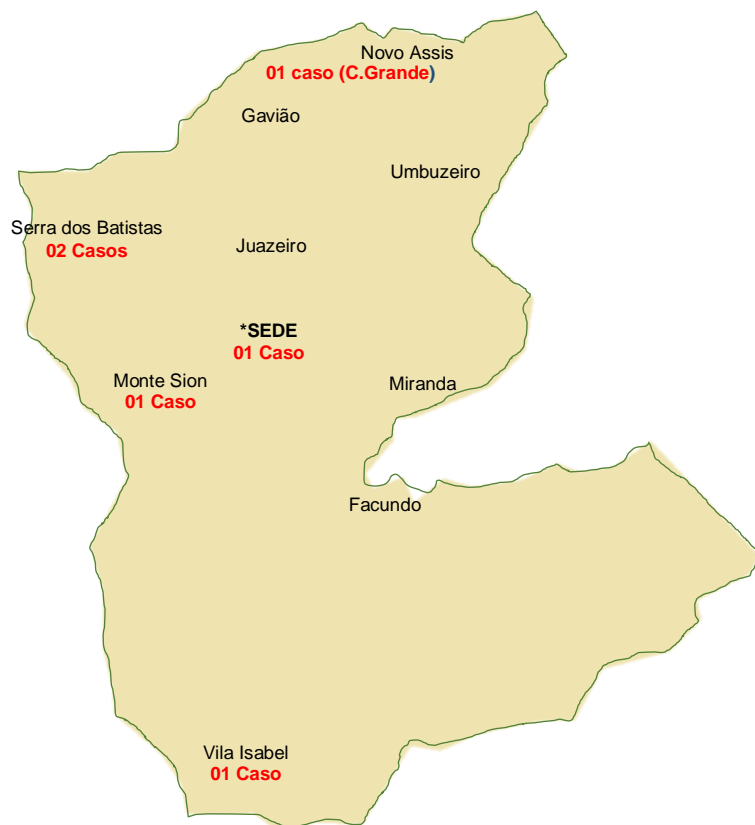 Novo Assis
01 caso (C.Grande)
Gavião
Umbuzeiro
Serra dos Batistas
02 Casos
Juazeiro
*SEDE
01 Caso
Monte Sion
01 Caso
Miranda
Facundo
Vila Isabel
01 Caso